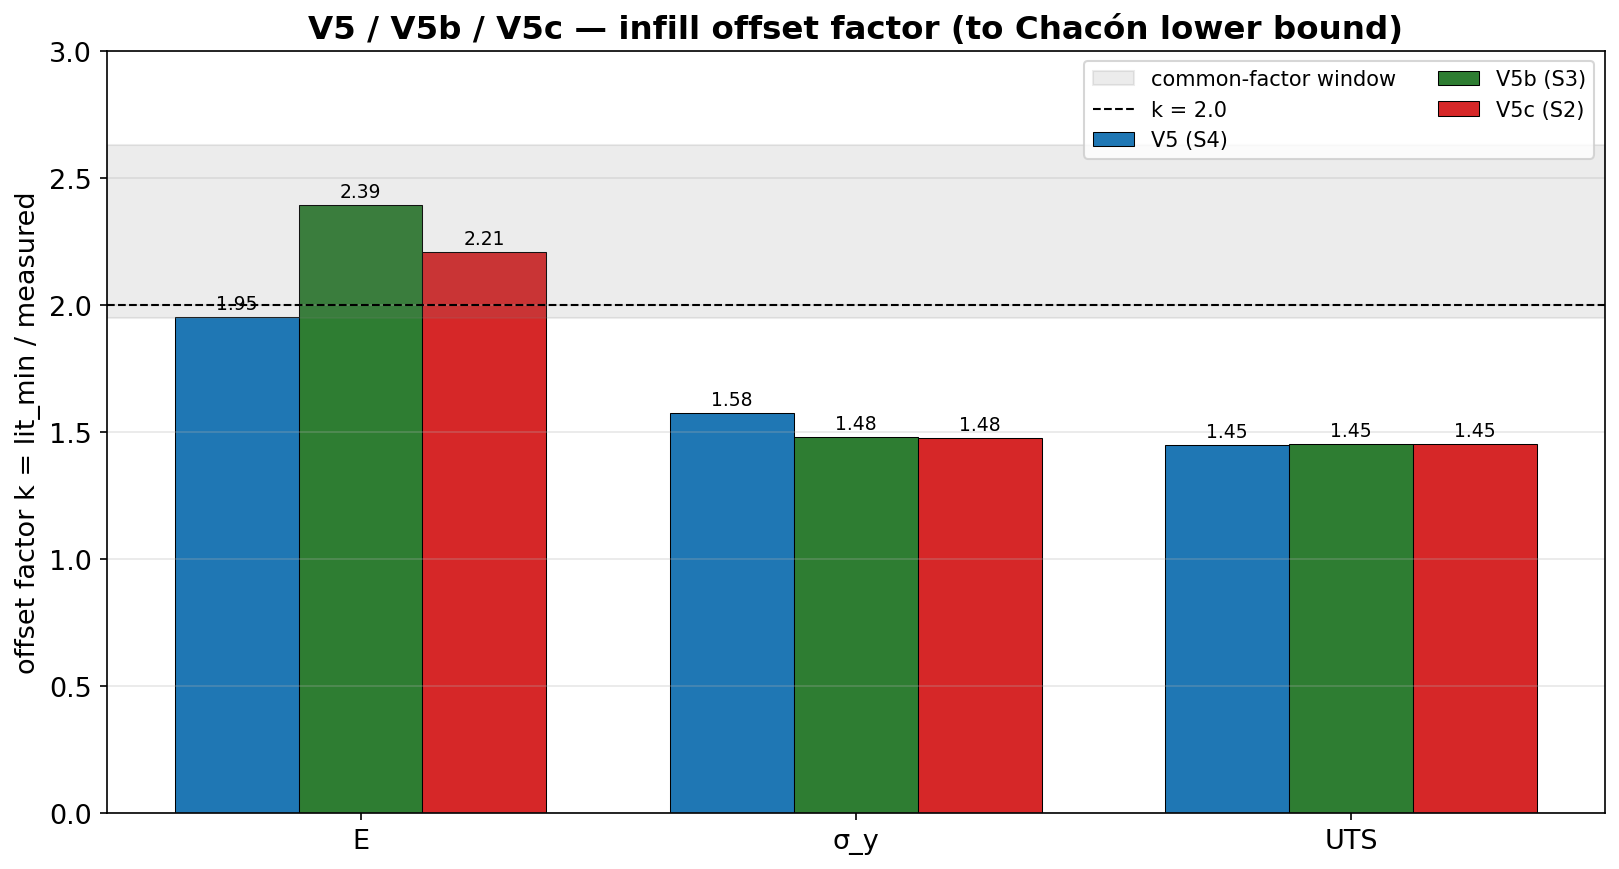 V5 / V5b / V5c — infill offset factor (to Chacón lower bound)
offset factor k = lit_min / measured
3.0
2.5
2.0
1.5
1.0
0.5
0.0
common-factor window
k = 2.0
V5 (S4)
V5b (S3)
V5c (S2)
1.95
2.39
2.21
1.58
1.48
1.48
1.45
1.45
1.45
E
σ_y
UTS